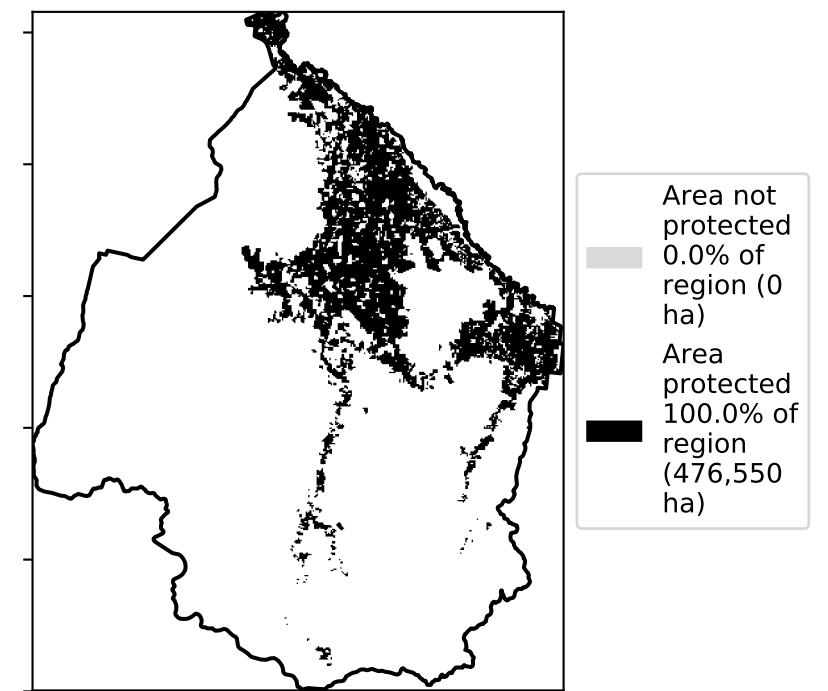 Area not
protected
0.0% of
region (0
ha)
Area
protected
100.0% of
region
(476,550
ha)